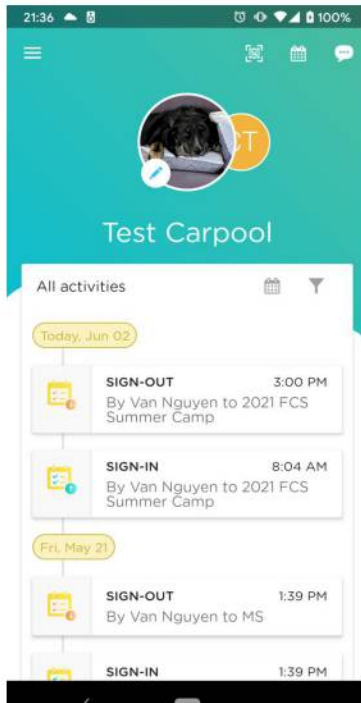 21:36 100%
CT
Test Carpool
All activities
Today, Jun 02
SIGN-OUT 3:00 PM
By Van Nguyen to 2021 FCS
Summer Camp
SIGN-IN 8:04 AM
By Van Nguyen to 2021 FCS
Summer Camp
Fri, May 21
SIGN-OUT 1:39 PM
By Van Nguyen to MS
SIGN-IN 1:39 PM